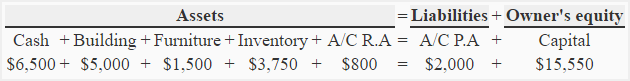 Assets = Liabilities + Owner's equity
Cash + Building + Furniture + Inventory + A/C R.A = A/C P.A + Capital
$6,500 + $5,000 + $1,500 + $3,750 + $800 = $2,000 + $15,550